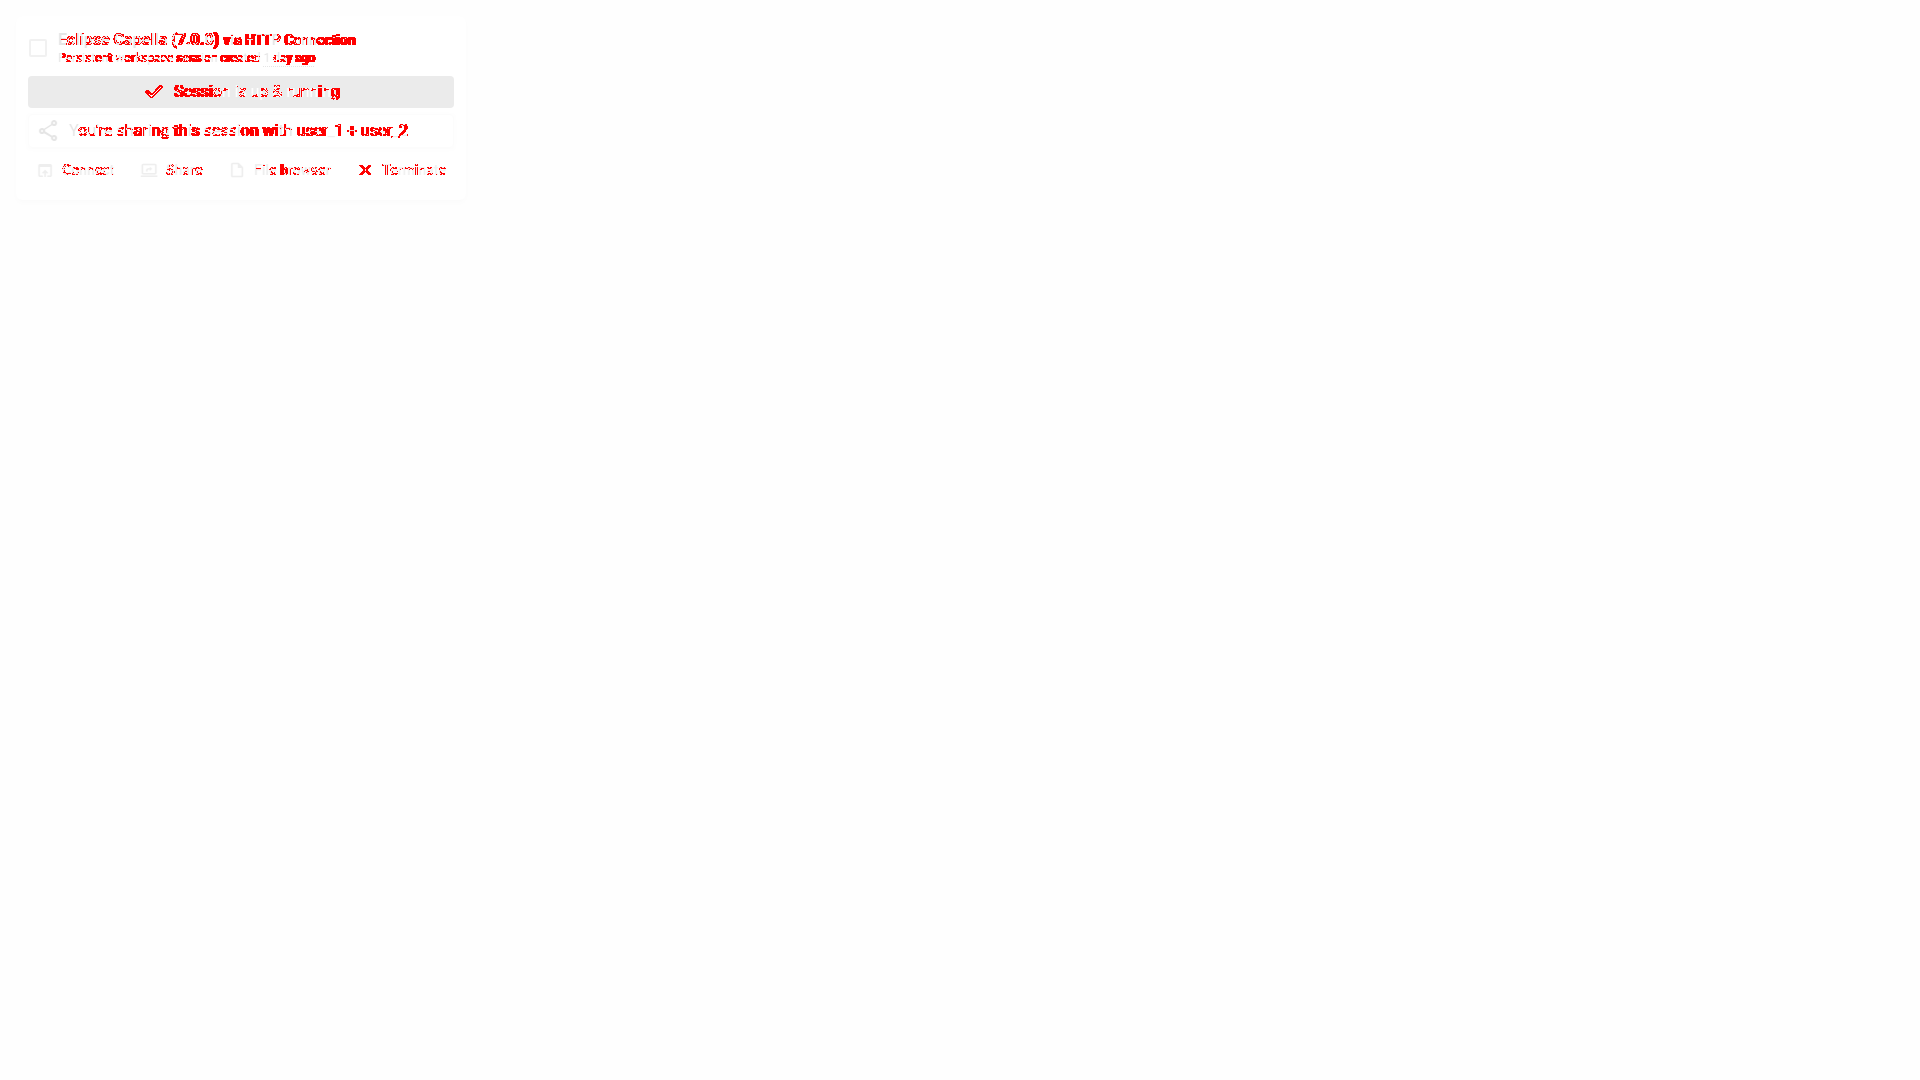 Eclipse Capella (7.0.0) via HTTP Connection
Persistent workspace session created 1 day ago
Session is up & running
You're sharing this session with user_1 + user_2
Connect Share File browser Terminate